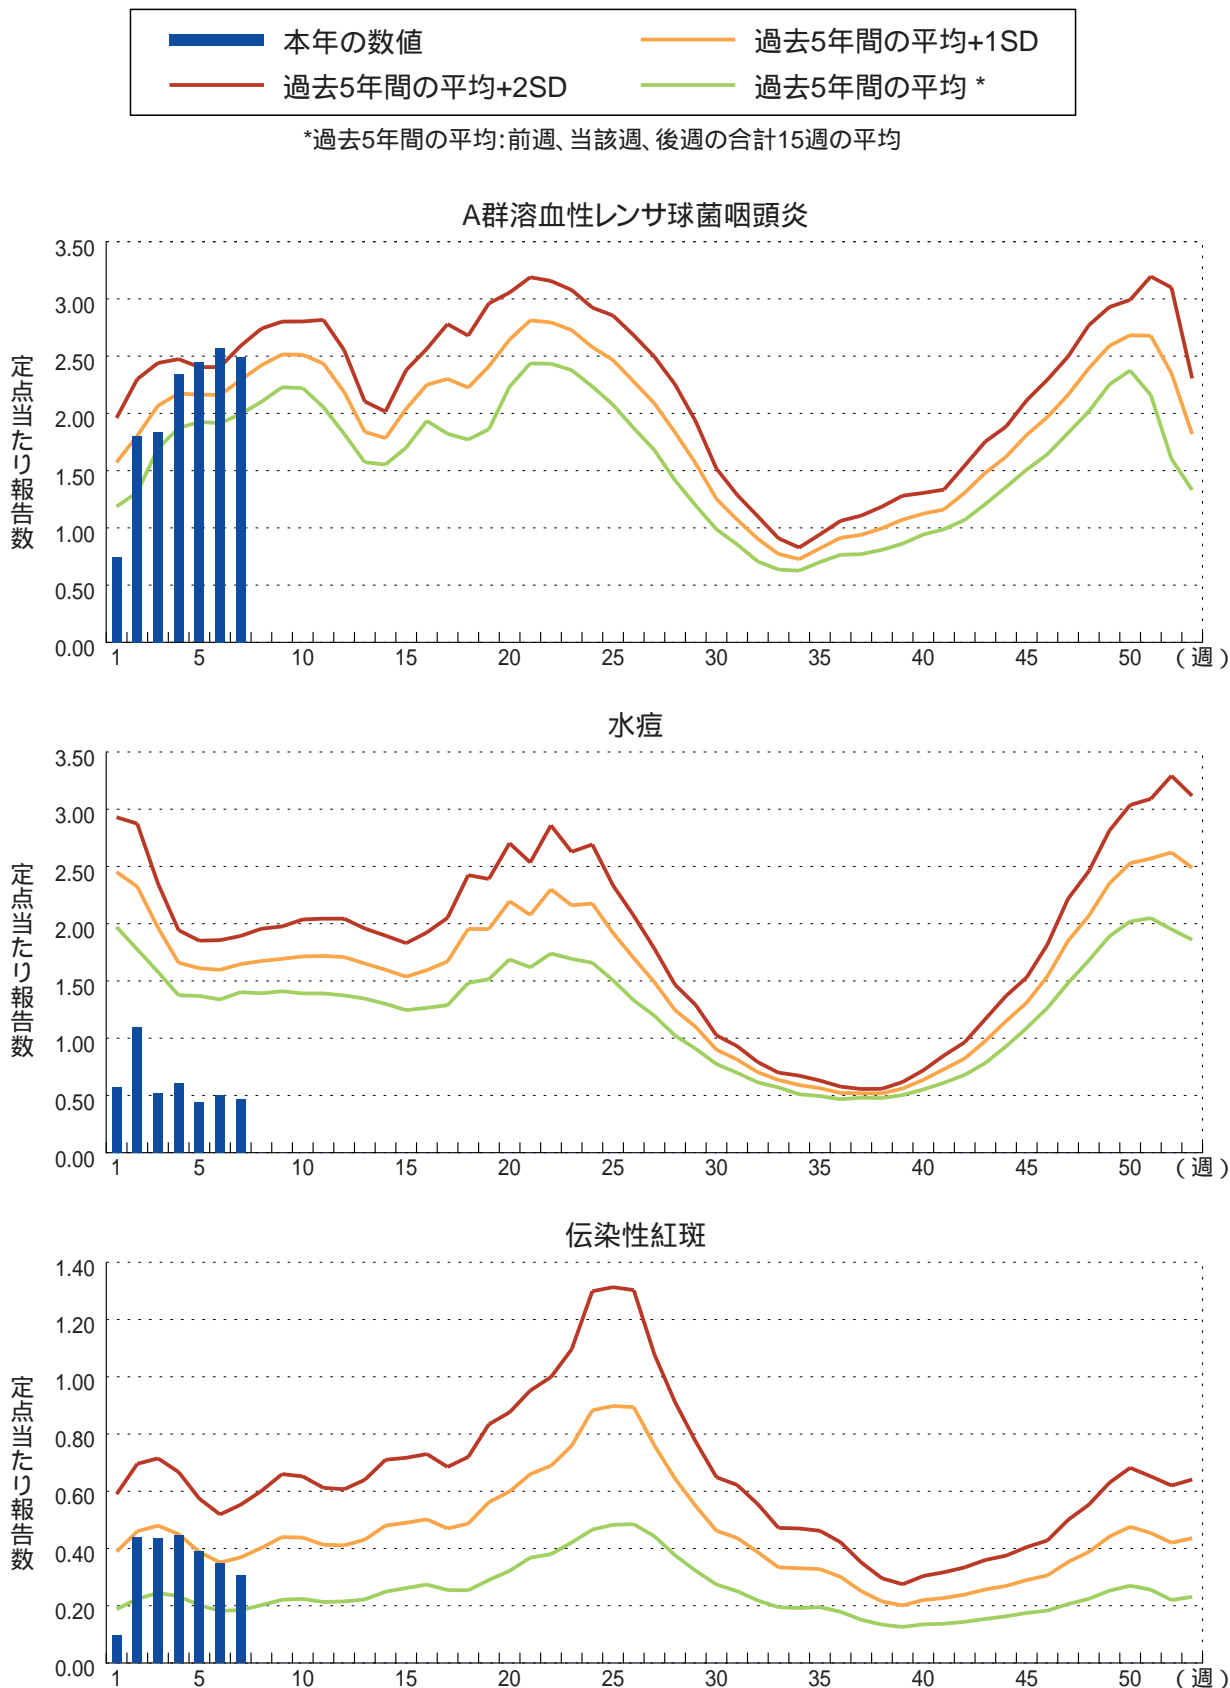 本年の数値
過去5年間の平均+1SD
過去5年間の平均+2SD
過去5年間の平均 *
*過去5年間の平均:前週、当該週、後週の合計15週の平均
A群溶血性レンサ球菌咽頭炎
定点当たり報告数
3.50
3.00
2.50
2.00
1.50
1.00
0.50
0.00
1 5 10 15 20 25 30 35 40 45 50 (週)
水痘
定点当たり報告数
3.50
3.00
2.50
2.00
1.50
1.00
0.50
0.00
1 5 10 15 20 25 30 35 40 45 50 (週)
伝染性紅斑
定点当たり報告数
1.40
1.20
1.00
0.80
0.60
0.40
0.20
0.00
1 5 10 15 20 25 30 35 40 45 50 (週)